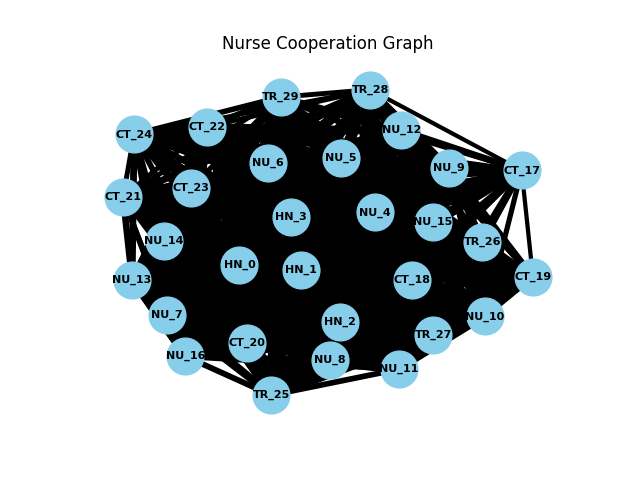 Nurse Cooperation Graph
TR_28
TR_29
CT_22
NU_12
CT_24
NU_5
NU_6
NU_9
CT_17
CT_23
CT_21
NU_4
HN_3
NU_15
NU_14
TR_26
HN_0
HN_1
CT_19
NU_13
CT_18
NU_7
NU_10
HN_2
TR_27
CT_20
NU_16
NU_8
NU_11
TR_25